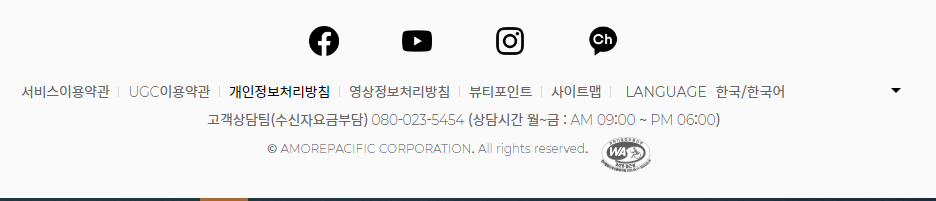 Ch
서비스이용약관 UGC이용약관 개인정보처리방침 영상정보처리방침 뷰티포인트 사이트맵 LANGUAGE 한국/한국어
고객상담팀(수신자요금부담) 080-023-5454 (상담시간 월~금 : AM 09:00 ~ PM 06:00)
© AMOREPACIFIC CORPORATION. All rights reserved.
WA